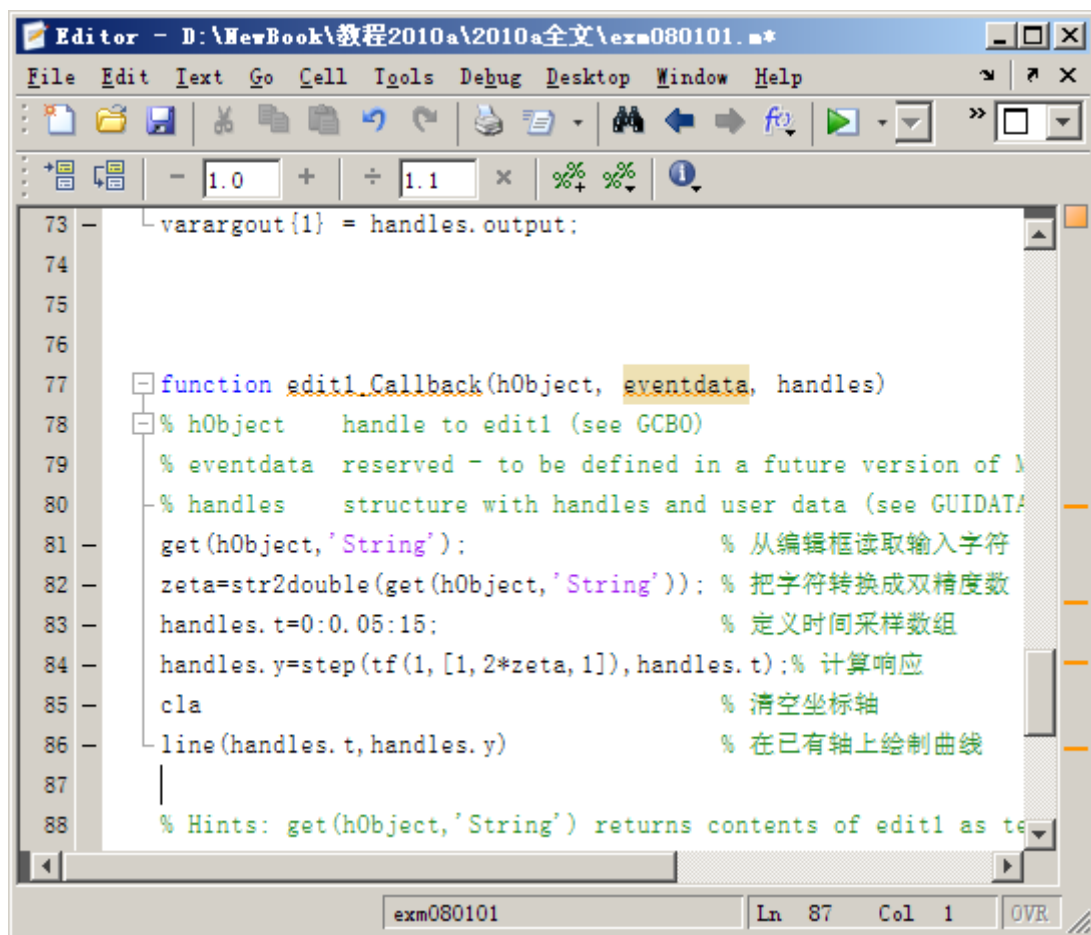 Editor - D:\NewBook\教程2010a\2010a全文\exm080101.m*
File Edit Text Go Cell Tools Debug Desktop Window Help
1.0 1.1
73 varargout{1} = handles.output;
74
75
76
77 function edit1_Callback(hObject, eventdata, handles)
78 % hObject    handle to edit1 (see GCBO)
79 % eventdata  reserved - to be defined in a future version of
80 % handles    structure with handles and user data (see GUIDATA
81 get(hObject,'String');    % 从编辑框读取输入字符
82 zeta=str2double(get(hObject,'String')); % 把字符转换成双精度数
83 handles.t=0:0.05:15;    % 定义时间采样数组
84 handles.y=step(tf(1,[1,2*zeta,1]),handles.t);% 计算响应
85 cla    % 清空坐标轴
86 line(handles.t,handles.y)    % 在已有轴上绘制曲线
87
88 % Hints: get(hObject,'String') returns contents of edit1 as te
exm080101 Ln 87 Col 1 OVR